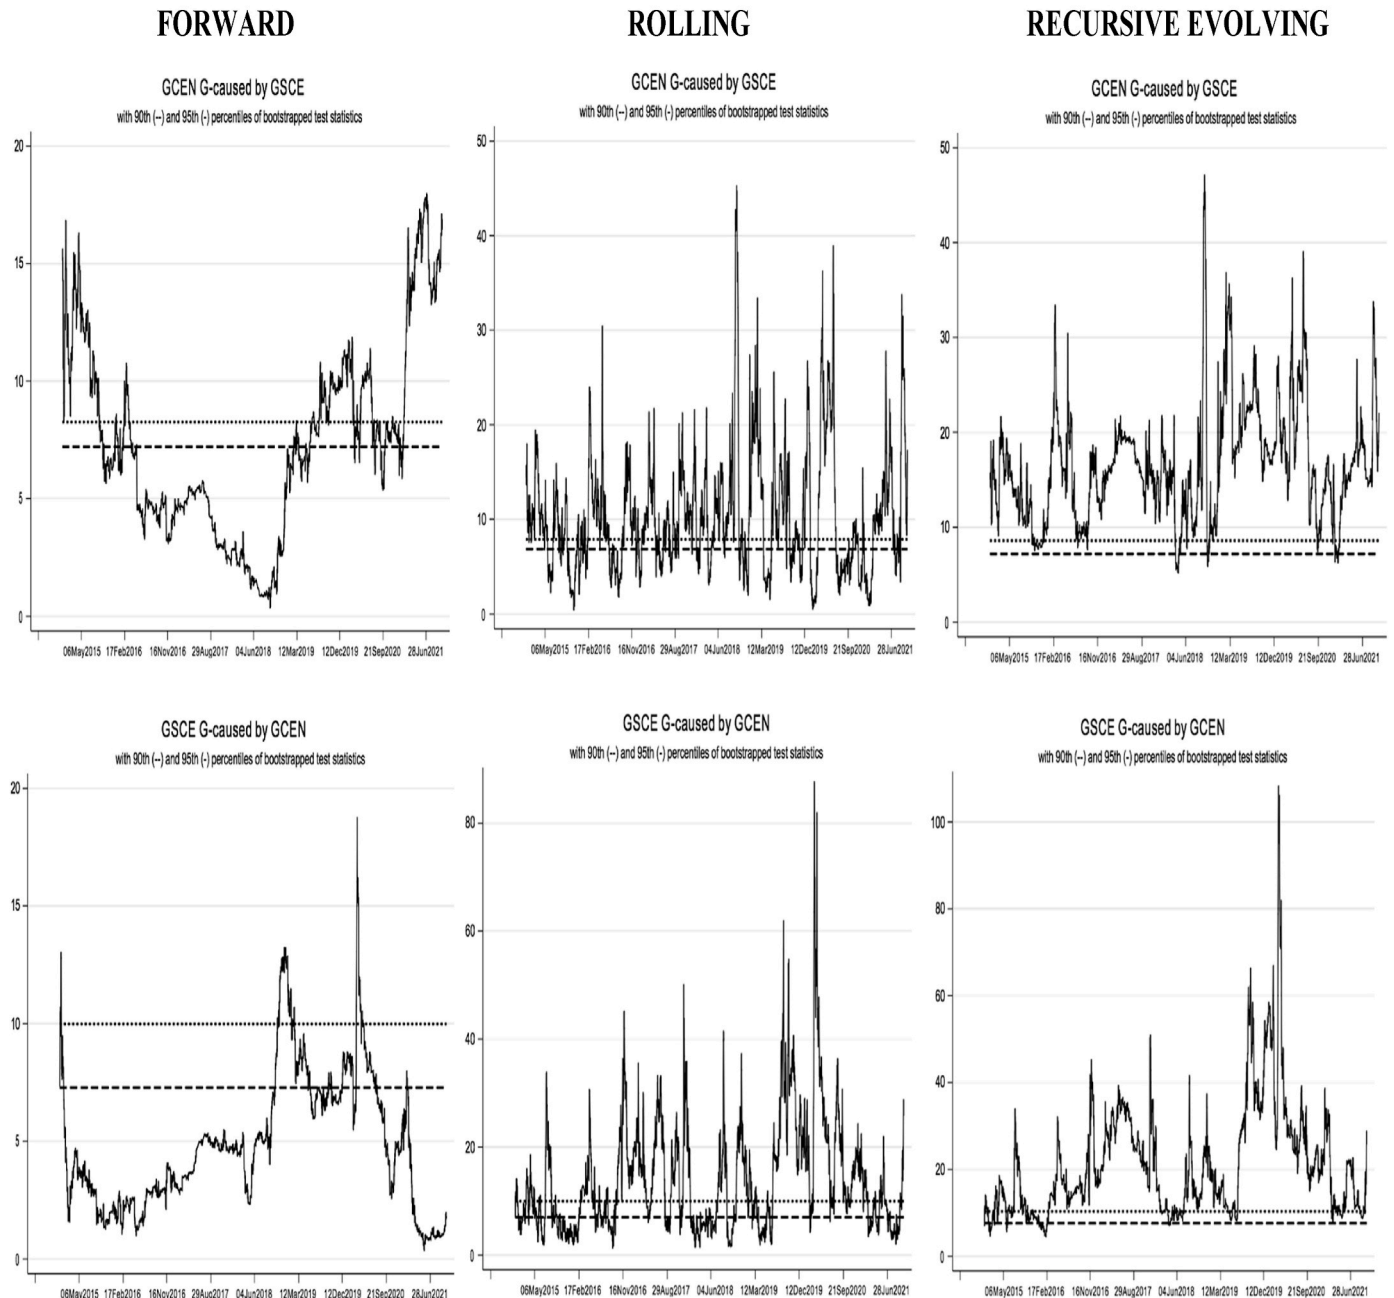 FORWARD ROLLING RECURSIVE EVOLVING
GCEN G-caused by GSCE
with 90th (--) and 95th (-) percentiles of bootstrapped test statistics
20
15
10
5
0
06May2015 17Feb2016 16Nov2016 29Aug2017 04Jun2018 12Mar2019 12Dec2019 21Sep2020 28Jun2021
GCEN G-caused by GSCE
with 90th (--) and 95th (-) percentiles of bootstrapped test statistics
50
40
30
20
10
0
06May2015 17Feb2016 16Nov2016 29Aug2017 04Jun2018 12Mar2019 12Dec2019 21Sep2020 28Jun2021
GCEN G-caused by GSCE
with 90th (--) and 95th (-) percentiles of bootstrapped test statistics
50
40
30
20
10
0
06May2015 17Feb2016 16Nov2016 29Aug2017 04Jun2018 12Mar2019 12Dec2019 21Sep2020 28Jun2021
GSCE G-caused by GCEN
with 90th (--) and 95th (-) percentiles of bootstrapped test statistics
20
15
10
5
0
06May2015 17Feb2016 16Nov2016 29Aug2017 04Jun2018 12Mar2019 12Dec2019 21Sep2020 28Jun2021
GSCE G-caused by GCEN
with 90th (--) and 95th (-) percentiles of bootstrapped test statistics
80
60
40
20
0
06May2015 17Feb2016 16Nov2016 29Aug2017 04Jun2018 12Mar2019 12Dec2019 21Sep2020 28Jun2021
GSCE G-caused by GCEN
with 90th (--) and 95th (-) percentiles of bootstrapped test statistics
100
80
60
40
20
0
06May2015 17Feb2016 16Nov2016 29Aug2017 04Jun2018 12Mar2019 12Dec2019 21Sep2020 28Jun2021